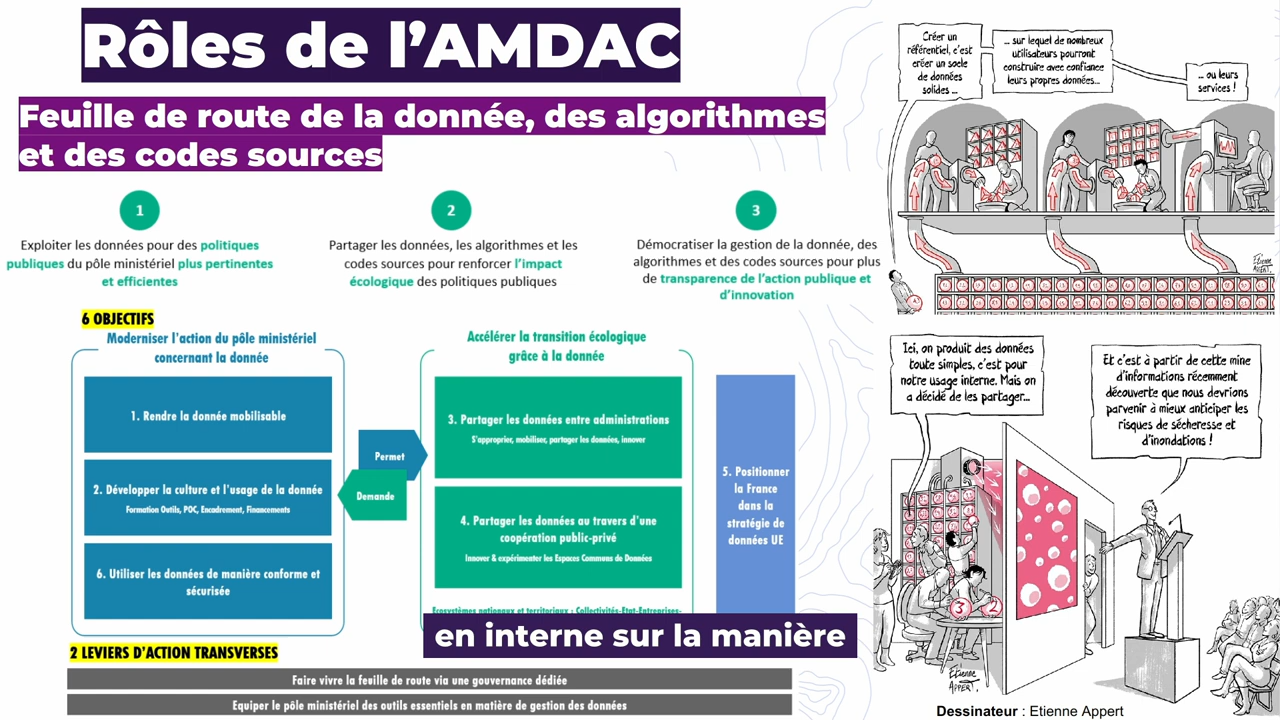 Rôles de l’AMDAC
Feuille de route de la donnée, des algorithmes
et des codes sources
1
Exploiter les données pour des politiques
publiques du pôle ministériel plus pertinentes
et efficientes
2
Partager les données, les algorithmes et les
codes sources pour renforcer l’impact
écologique des politiques publiques
3
Démocratiser la gestion de la donnée, des
algorithmes et des codes sources pour plus
de transparence de l’action publique et
d’innovation
6 OBJECTIFS
Moderniser l'action du pôle ministériel
concernant la donnée
1. Rendre la donnée mobilisable
2. Développer la culture et l'usage de la donnée
Formation Outils, POC, Encadrement, Financements
6. Utiliser les données de manière conforme et
sécurisée
Permet
Demande
Accélérer la transition écologique
grâce à la donnée
3. Partager les données entre administrations
S'approprier, mobiliser, partager les données, innover
4. Partager les données au travers d'une
coopération public-privé
Innover & expérimenter les Espaces Communs de Données
Ecosystèmes nationaux et territoriaux : Collectivités-Etat-Entreprises-
5. Positionner
la France
dans la
stratégie de
données UE
en interne sur la manière
2 LEVIERS D'ACTION TRANSVERSES
Faire vivre la feuille de route via une gouvernance dédiée
Equiper le pôle ministériel des outils essentiels en matière de gestion des données
Créer un
référentiel, c'est
créer un socle
de données
solides ...
... sur lequel de nombreux
utilisateurs pourront
construire avec confiance
leurs propres données...
... ou leurs
services !
Etienne
APPERT.
Ici, on produit des données
toute simples, c'est pour
notre usage interne. Mais on
a décidé de les partager...
Et c'est à partir de cette mine
d'informations récemment
découverte que nous devrions
parvenir à mieux anticiper les
risques de sécheresse et
d'inondations !
3
2
Etienne
APPERT.
Dessinateur : Etienne Appert